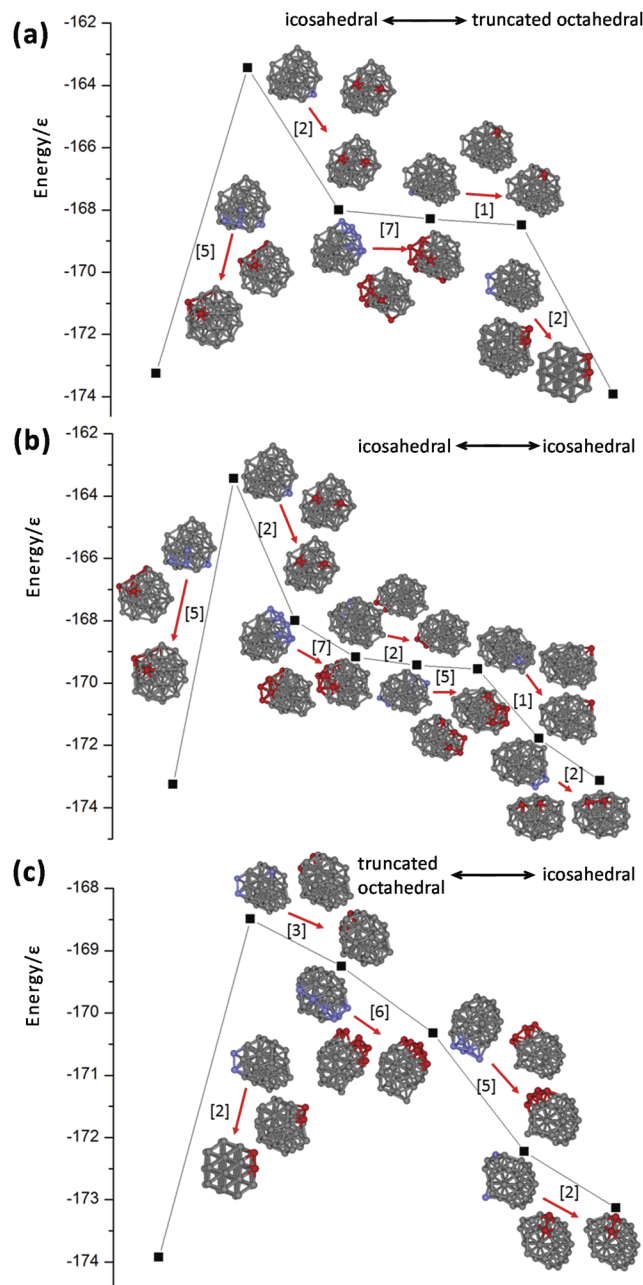 (a)
icosahedral
truncated octahedral
Energy/ε
-162
-164
-166
-168
-170
-172
-174
[2]
[1]
[7]
[5]
[2]
(b)
icosahedral
icosahedral
Energy/ε
-162
-164
-166
-168
-170
-172
-174
[2]
[5]
[7]
[2]
[5]
[1]
[2]
(c)
truncated
octahedral
icosahedral
Energy/ε
-168
-169
-170
-171
-172
-173
-174
[3]
[6]
[5]
[2]
[2]